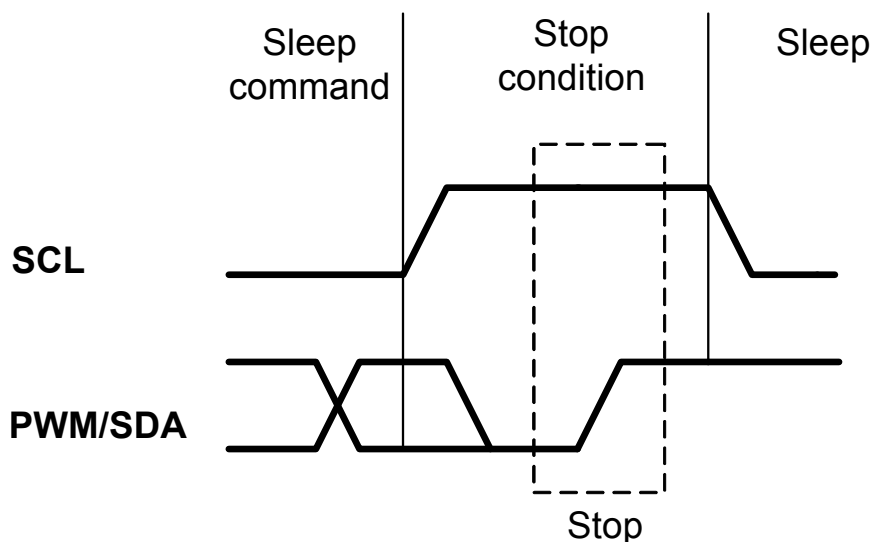 Sleep
command
Stop
condition
Sleep
SCL
PWM/SDA
Stop